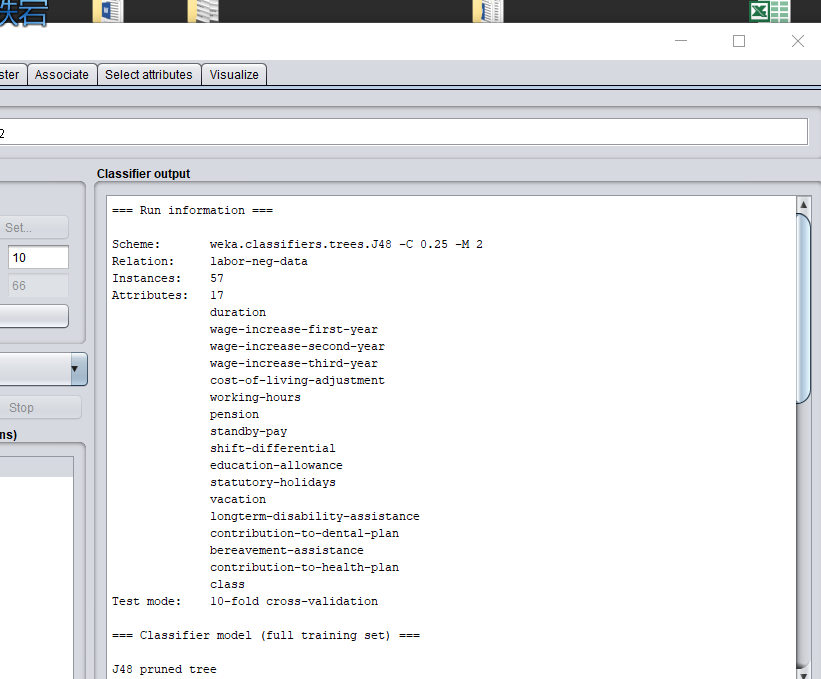 Associate
Select attributes
Visualize
2
Classifier output
Set...
10
66
Stop
=== Run information ===
Scheme: weka.classifiers.trees.J48 -C 0.25 -M 2
Relation: labor-neg-data
Instances: 57
Attributes: 17
duration
wage-increase-first-year
wage-increase-second-year
wage-increase-third-year
cost-of-living-adjustment
working-hours
pension
standby-pay
shift-differential
education-allowance
statutory-holidays
vacation
longterm-disability-assistance
contribution-to-dental-plan
bereavement-assistance
contribution-to-health-plan
class
Test mode: 10-fold cross-validation
=== Classifier model (full training set) ===
J48 pruned tree